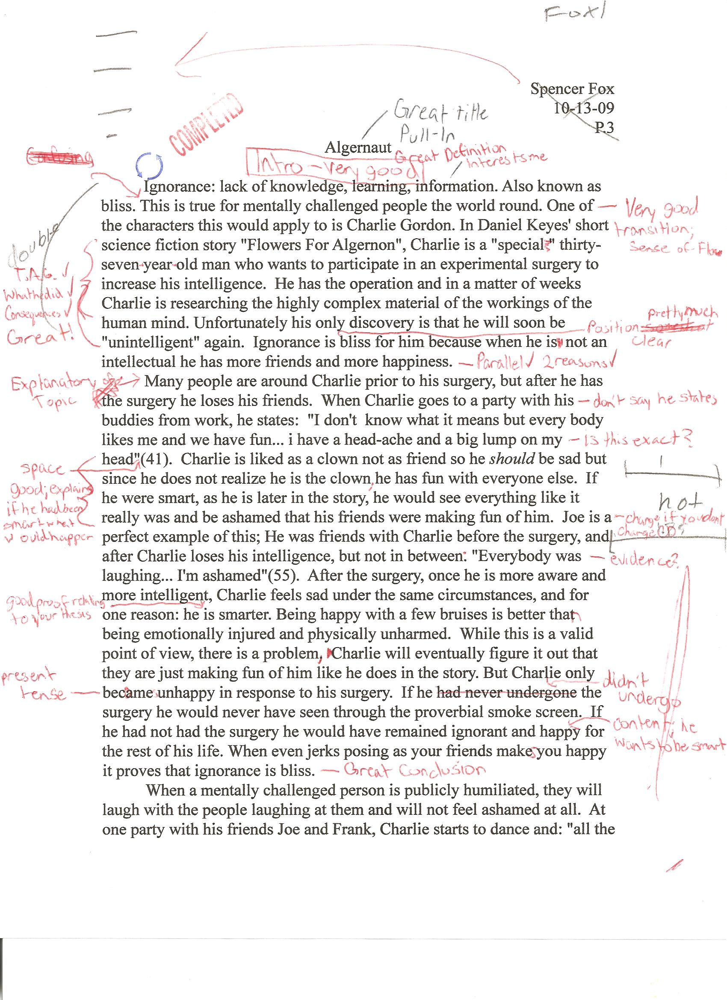 Fox1
Spencer Fox
10-13-09
P.3
COMPLETED
Great title
Pull-In
Algernaut
Great Definition
interests me
Intro - very good
Ignorance: lack of knowledge, learning, information. Also known as
bliss. This is true for mentally challenged people the world round. One of
the characters this would apply to is Charlie Gordon. In Daniel Keyes' short
science fiction story "Flowers For Algernon", Charlie is a "special" thirty-
seven-year-old man who wants to participate in an experimental surgery to
increase his intelligence. He has the operation and in a matter of weeks
Charlie is researching the highly complex material of the workings of the
human mind. Unfortunately his only discovery is that he will soon be
"unintelligent" again. Ignorance is bliss for him because when he is not an
intellectual he has more friends and more happiness. - Parallel ✓ 2 reasons ✓
Very good
transition;
Sense of-Flow
double
T.A.G. ✓
What he did ✓
Consequences ✓
Great!
Position pretty much
clear
Explanatory
Topic
Many people are around Charlie prior to his surgery, but after he has
the surgery he loses his friends. When Charlie goes to a party with his - don't say he states
buddies from work, he states: "I don't know what it means but every body
likes me and we have fun... i have a head-ache and a big lump on my - is this exact?
head"(41). Charlie is liked as a clown not as friend so he should be sad but
since he does not realize he is the clown, he has fun with everyone else. If
he were smart, as he is later in the story, he would see everything like it
really was and be ashamed that his friends were making fun of him. Joe is a
perfect example of this; He was friends with Charlie before the surgery, and
after Charlie loses his intelligence, but not in between: "Everybody was - evidence?
laughing... I'm ashamed"(55). After the surgery, once he is more aware and
more intelligent, Charlie feels sad under the same circumstances, and for
one reason: he is smarter. Being happy with a few bruises is better than
being emotionally injured and physically unharmed. While this is a valid
point of view, there is a problem, Charlie will eventually figure it out that
they are just making fun of him like he does in the story. But Charlie only
became unhappy in response to his surgery. If he had never undergone the
surgery he would never have seen through the proverbial smoke screen. If
he had not had the surgery he would have remained ignorant and happy for
the rest of his life. When even jerks posing as your friends makes you happy
it proves that ignorance is bliss. - Great Conclusion
space
good; explains
if he had been
smart what
would happen
1
not
change if you dont
change
good proof relating
to your thesis
present
tense
didn't
undergo
content; he
wants to be smart
When a mentally challenged person is publicly humiliated, they will
laugh with the people laughing at them and will not feel ashamed at all. At
one party with his friends Joe and Frank, Charlie starts to dance and: "all the